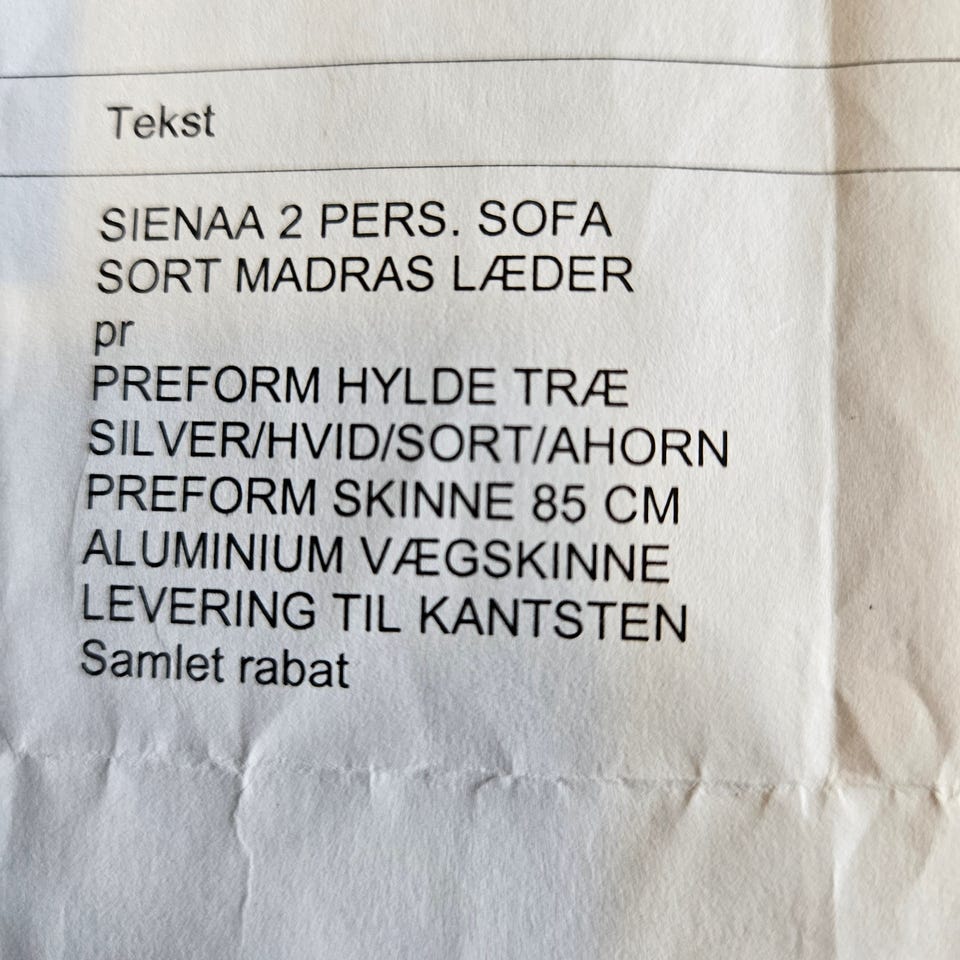 Tekst
SIENAA 2 PERS. SOFA
SORT MADRAS LÆDER
pr
PREFORM HYLDE TRÆ
SILVER/HVID/SORT/AHORN
PREFORM SKINNE 85 CM
ALUMINIUM VÆGSKINNE
LEVERING TIL KANTSTEN
Samlet rabat